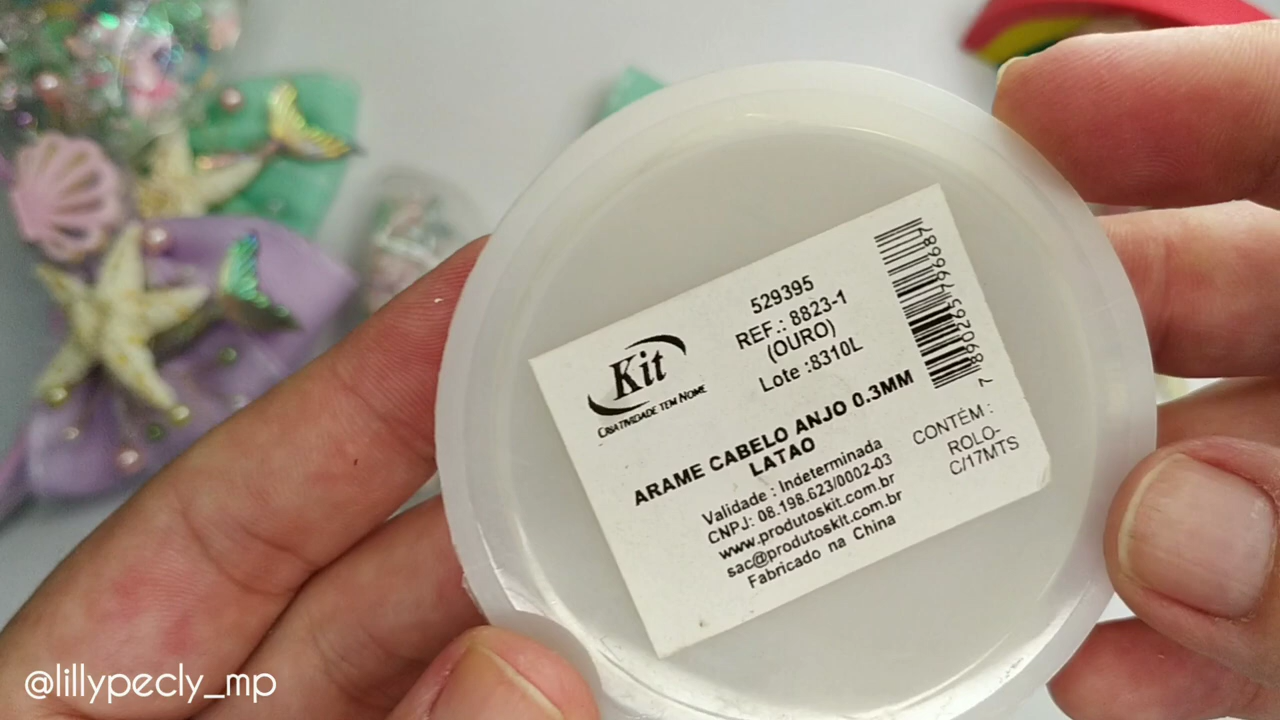 529395
REF.: 8823-1
(OURO)
Lote :8310L
Kit
CRIATIVIDADE TEM NOME
ARAME CABELO ANJO 0.3MM
LATAO
Validade : Indeterminada
CNPJ: 08.198.623/0002-03
www.produtoskit.com.br
sac@produtoskit.com.br
Fabricado na China
7 890265 796687
CONTÉM :
ROLO-
C/17MTS
@lillypecly_mp